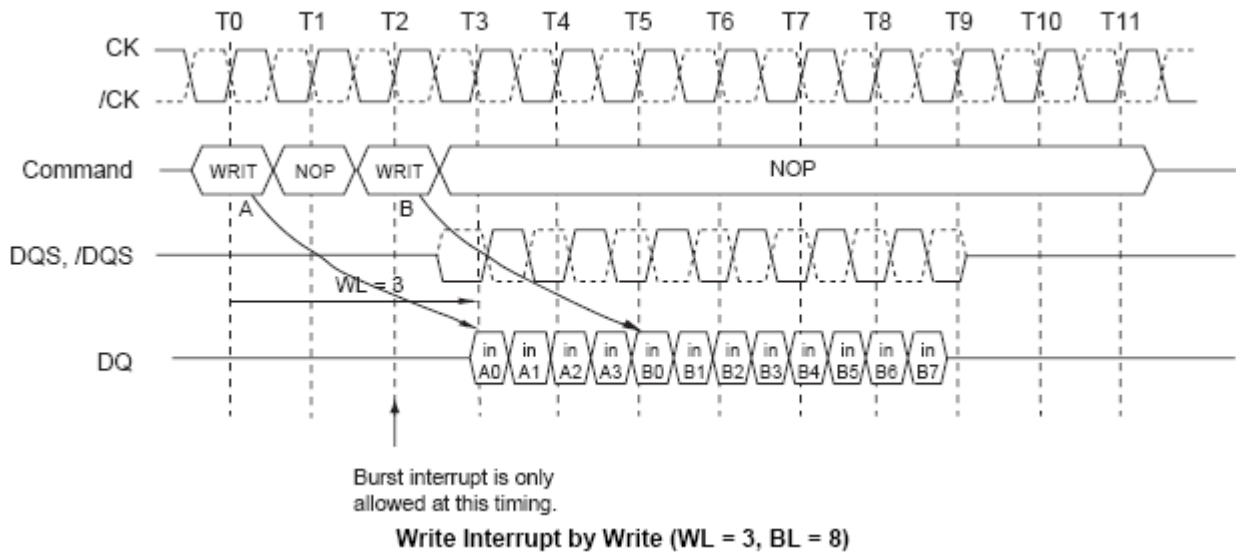 T0 T1 T2 T3 T4 T5 T6 T7 T8 T9 T10 T11
CK
/CK
Command WRIT NOP WRIT NOP
A B
DQS, /DQS
WL = 3
DQ in A0 in A1 in A2 in A3 in B0 in B1 in B2 in B3 in B4 in B5 in B6 in B7
Burst interrupt is only
allowed at this timing.
Write Interrupt by Write (WL = 3, BL = 8)